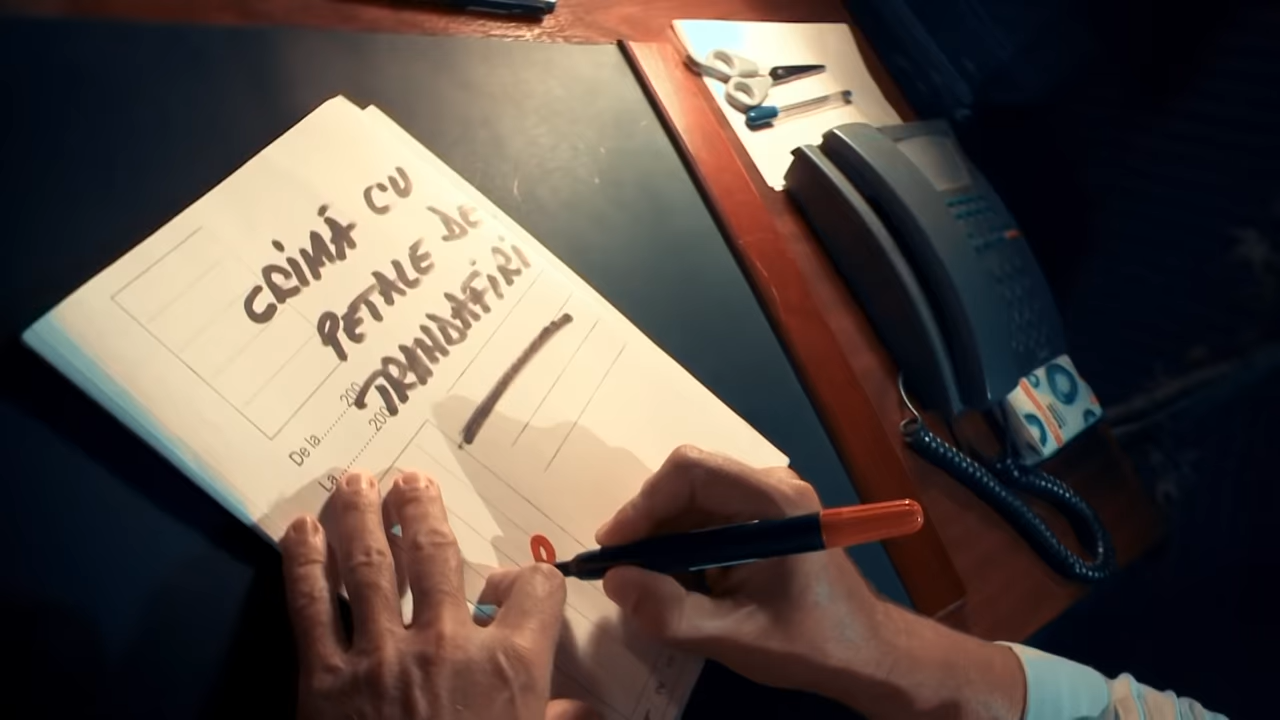 CRIMĂ CU
PETALE DE
TRANDAFIRI
De la.........200
La.........200